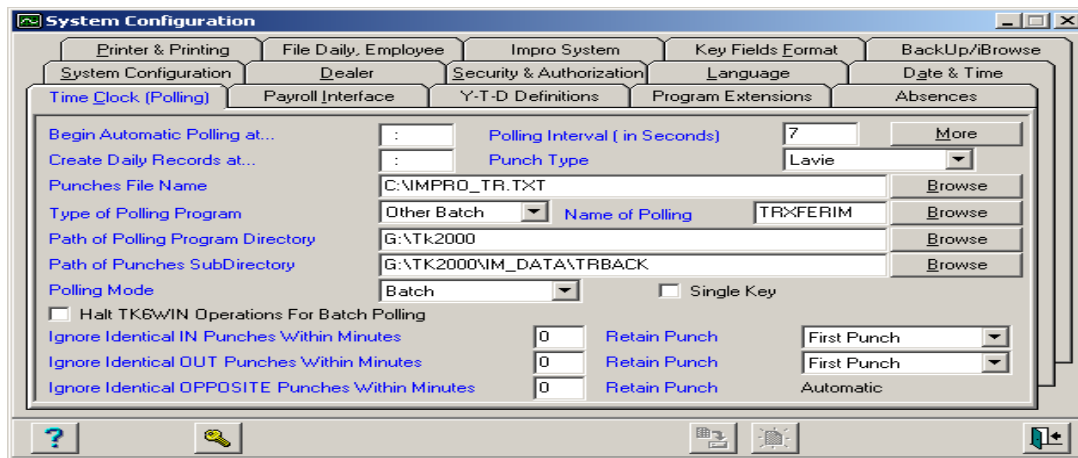 System Configuration
Printer & Printing File Daily, Employee Impro System Key Fields Format BackUp/iBrowse
System Configuration Dealer Security & Authorization Language Date & Time
Time Clock (Polling) Payroll Interface Y-T-D Definitions Program Extensions Absences
Begin Automatic Polling at... : Polling Interval ( in Seconds) 7 More
Create Daily Records at... : Punch Type Lavie
Punches File Name C:\IMPRO_TR.TXT Browse
Type of Polling Program Other Batch Name of Polling TRXFERIM Browse
Path of Polling Program Directory G:\Tk2000 Browse
Path of Punches SubDirectory G:\TK2000\IM_DATA\TRBACK Browse
Polling Mode Batch Single Key
Halt TK6WIN Operations For Batch Polling
Ignore Identical IN Punches Within Minutes 0 Retain Punch First Punch
Ignore Identical OUT Punches Within Minutes 0 Retain Punch First Punch
Ignore Identical OPPOSITE Punches Within Minutes 0 Retain Punch Automatic
?